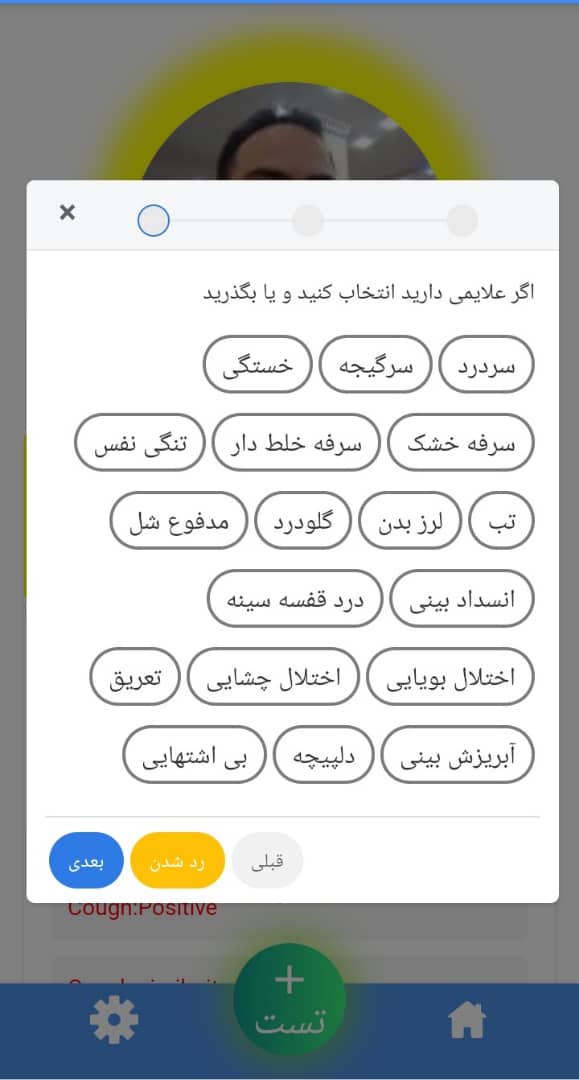 ×
اگر علایمی دارید انتخاب کنید و یا بگذرید
سردرد سرگیجه خستگی
سرفه خشک سرفه خلط دار تنگی نفس
تب لرز بدن گلودرد مدفوع شل
انسداد بینی درد قفسه سینه
اختلال بویایی اختلال چشایی تعریق
آبریزش بینی دلپیچه بی اشتهایی
قبلی رد شدن بعدی
Cough:Positive
+
تست